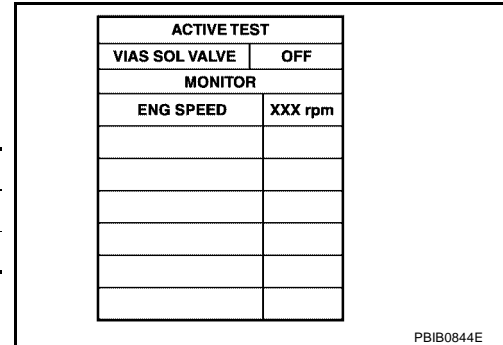 ACTIVE TEST
VIAS SOL VALVE OFF
MONITOR
ENG SPEED XXX rpm
PBIB0844E